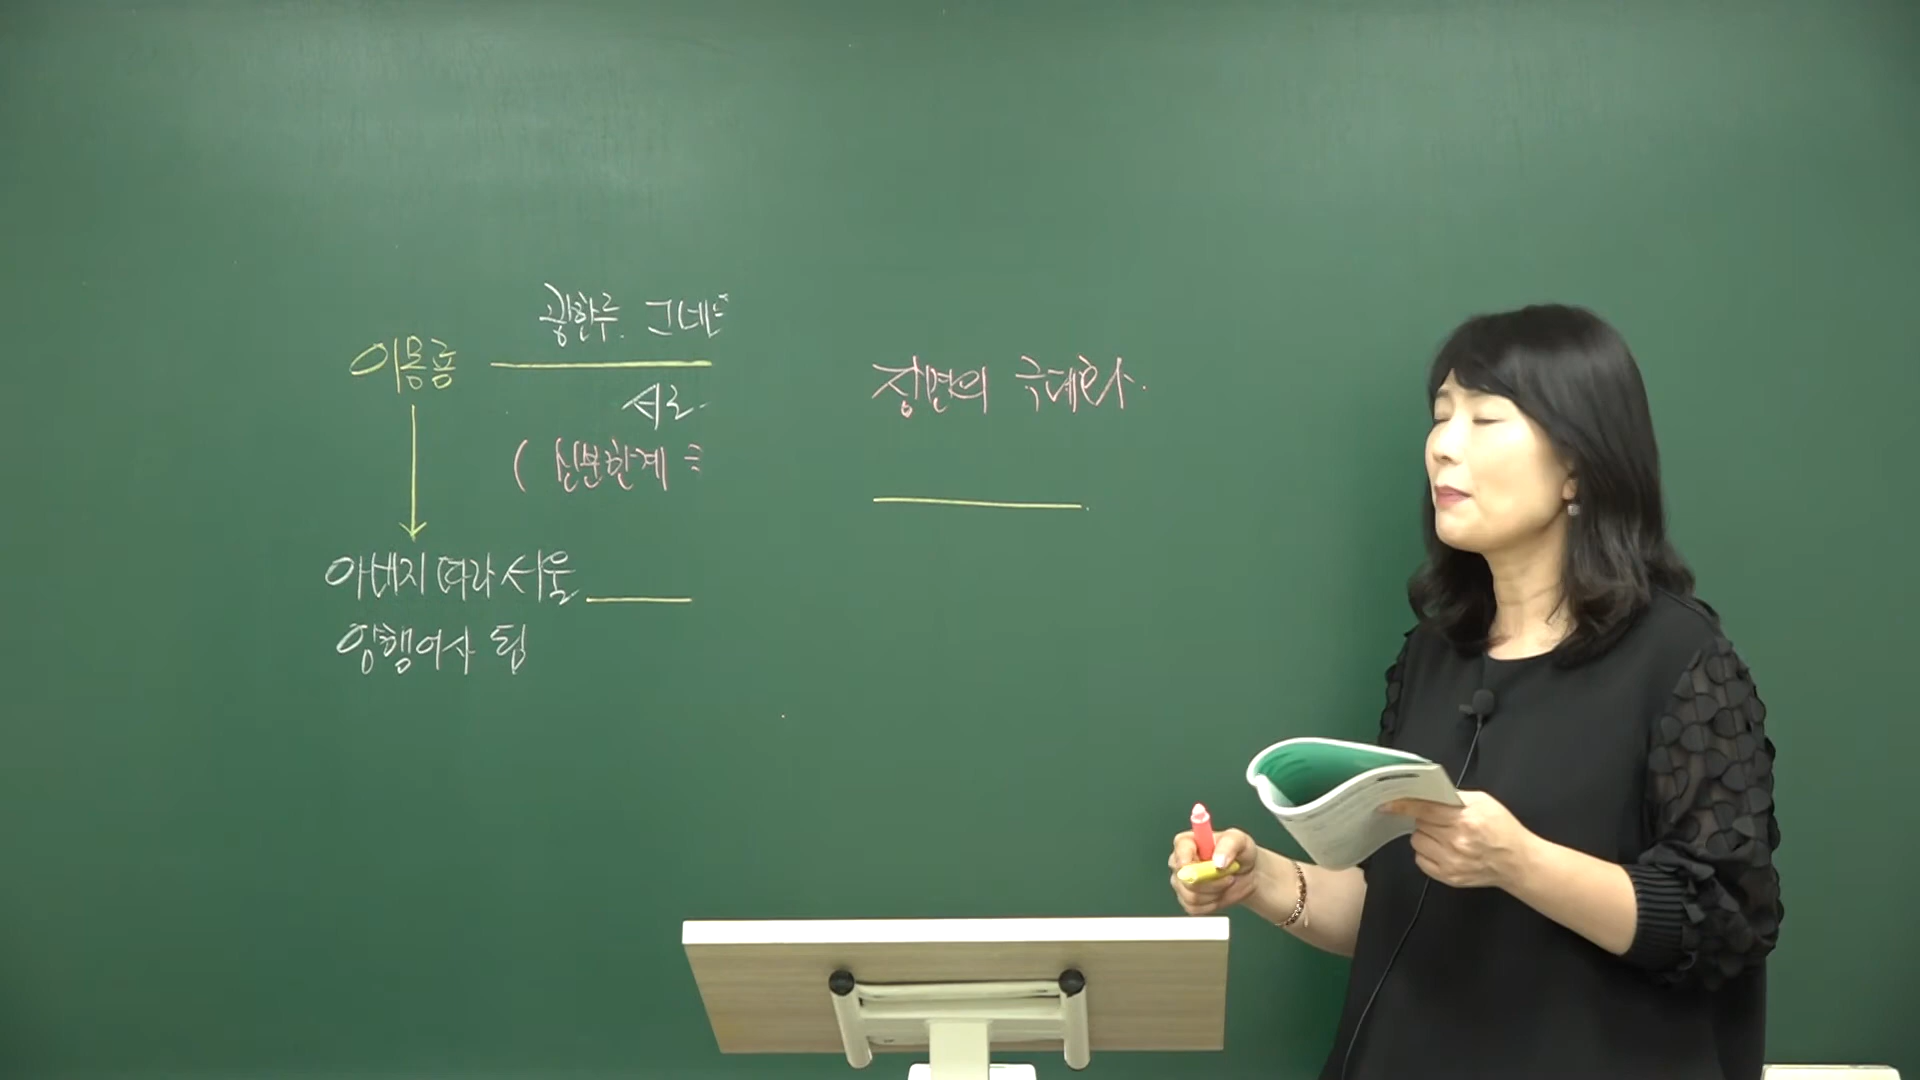 광한루. 그네
이몽룡
서로
장면의 극대화.
( 신분한계
아버지 따라 서울
암행어사 됨